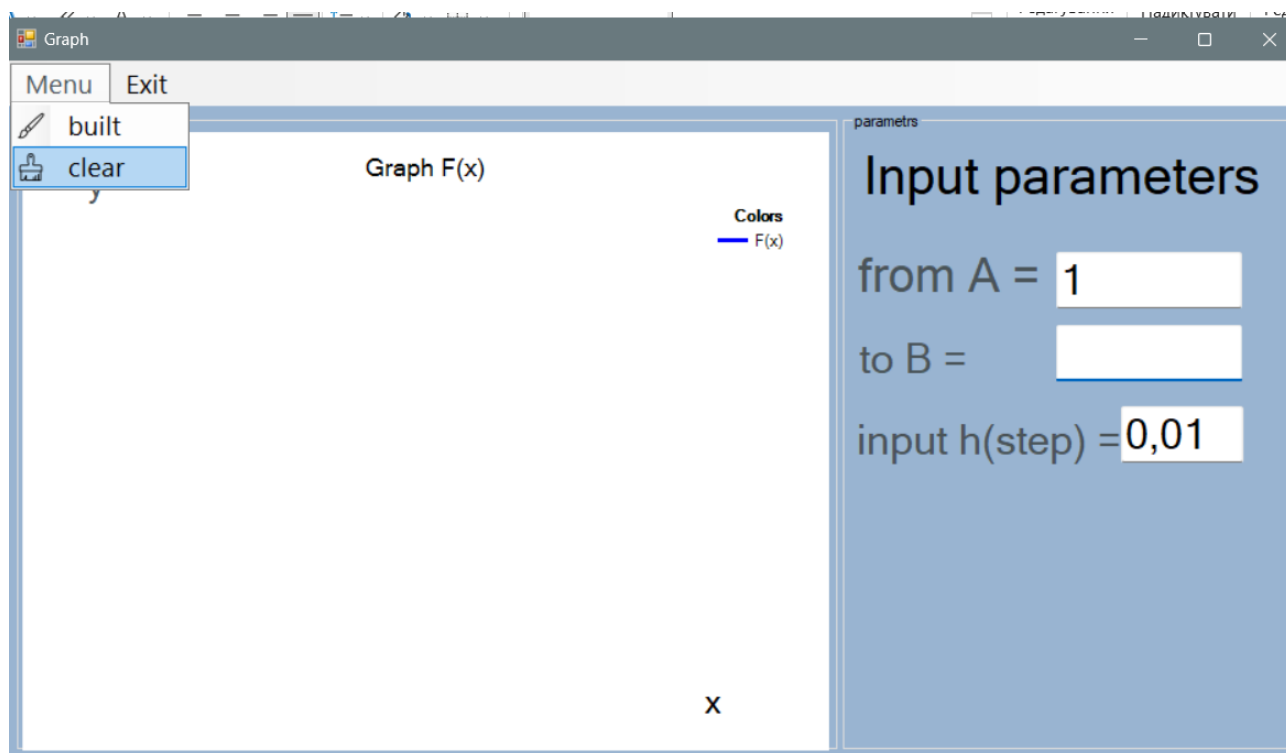 Graph
Menu Exit
built
clear
y
Graph F(x)
Colors
F(x)
x
parametrs
Input parameters
from A = 1
to B =
input h(step) = 0,01